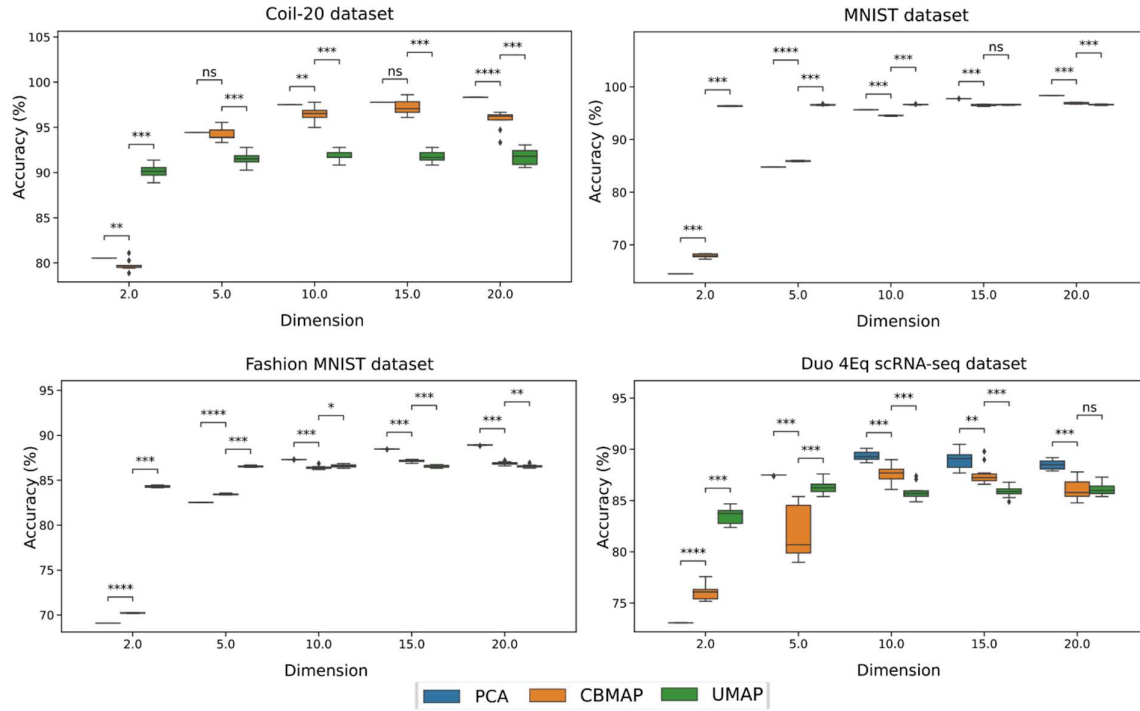 Coil-20 dataset
105
100
95
90
85
80
Accuracy (%)
**
***
ns
***
**
***
ns
***
****
***
2.0 5.0 10.0 15.0 20.0
Dimension
MNIST dataset
100
90
80
70
Accuracy (%)
***
***
****
***
***
***
***
ns
***
***
2.0 5.0 10.0 15.0 20.0
Dimension
Fashion MNIST dataset
95
90
85
80
75
70
Accuracy (%)
****
***
****
***
***
*
***
***
***
**
2.0 5.0 10.0 15.0 20.0
Dimension
Duo 4Eq scRNA-seq dataset
95
90
85
80
75
Accuracy (%)
****
***
***
***
***
***
**
***
***
ns
2.0 5.0 10.0 15.0 20.0
Dimension
PCA CBMAP UMAP